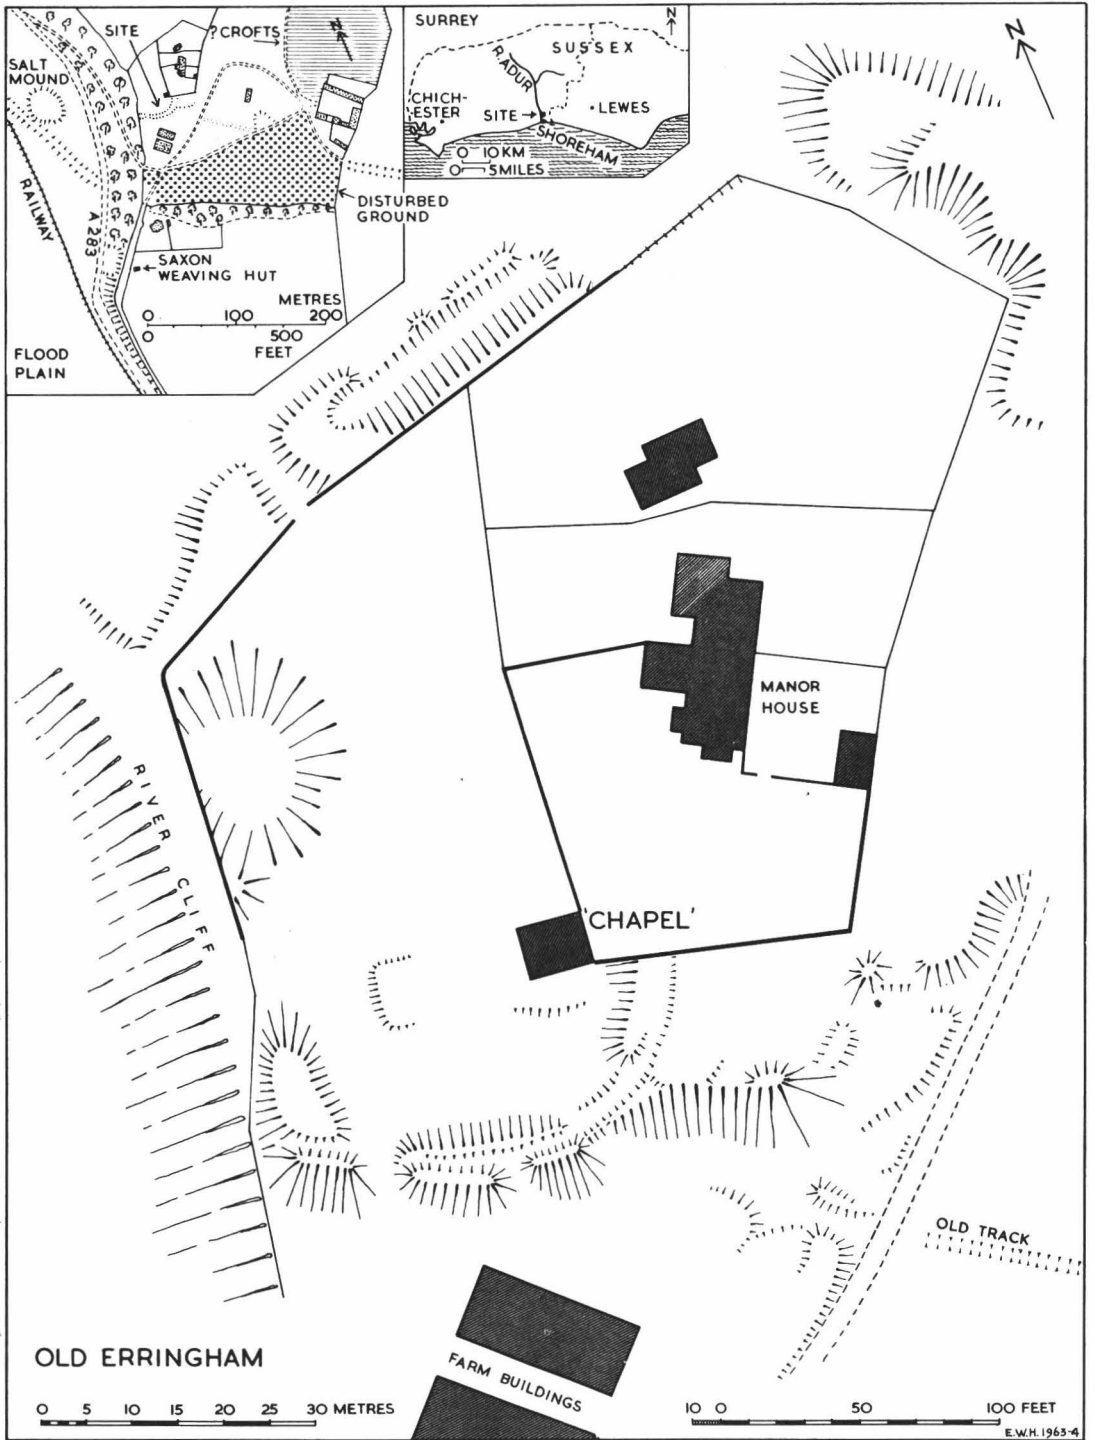 SITE
? CROFTS
N
SALT
MOUND
RAILWAY
A 283
DISTURBED
GROUND
SAXON
WEAVING HUT
METRES
0 100 200
0 500
FEET
FLOOD
PLAIN
SURREY
N
SUSSEX
R. ADUR
CHICH-
ESTER
SITE
LEWES
SHOREHAM
0 10 KM
0 5 MILES
N
MANOR
HOUSE
RIVER CLIFF
'CHAPEL'
OLD TRACK
FARM BUILDINGS
OLD ERRINGHAM
0 5 10 15 20 25 30 METRES
10 0 50 100 FEET
E.W.H. 1963-4